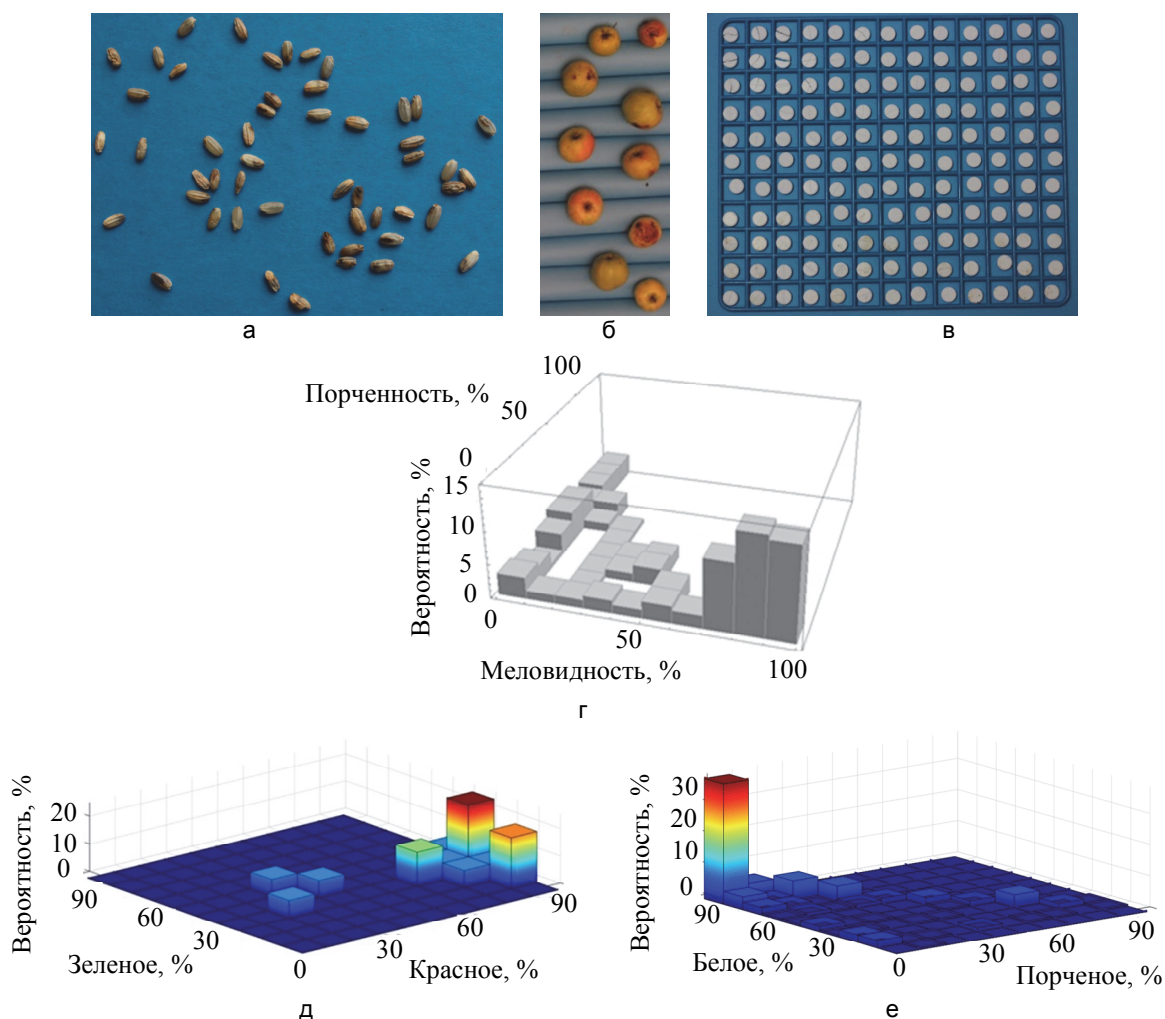 а
б
в
Порченность, %
100
50
0
Вероятность, %
15
10
5
0
0
50
100
Меловидность, %
г
Вероятность, %
20
10
0
90
60
30
0
30
60
90
Зеленое, %
Красное, %
д
Вероятность, %
30
20
10
0
90
60
30
0
30
60
90
Белое, %
Порченое, %
е